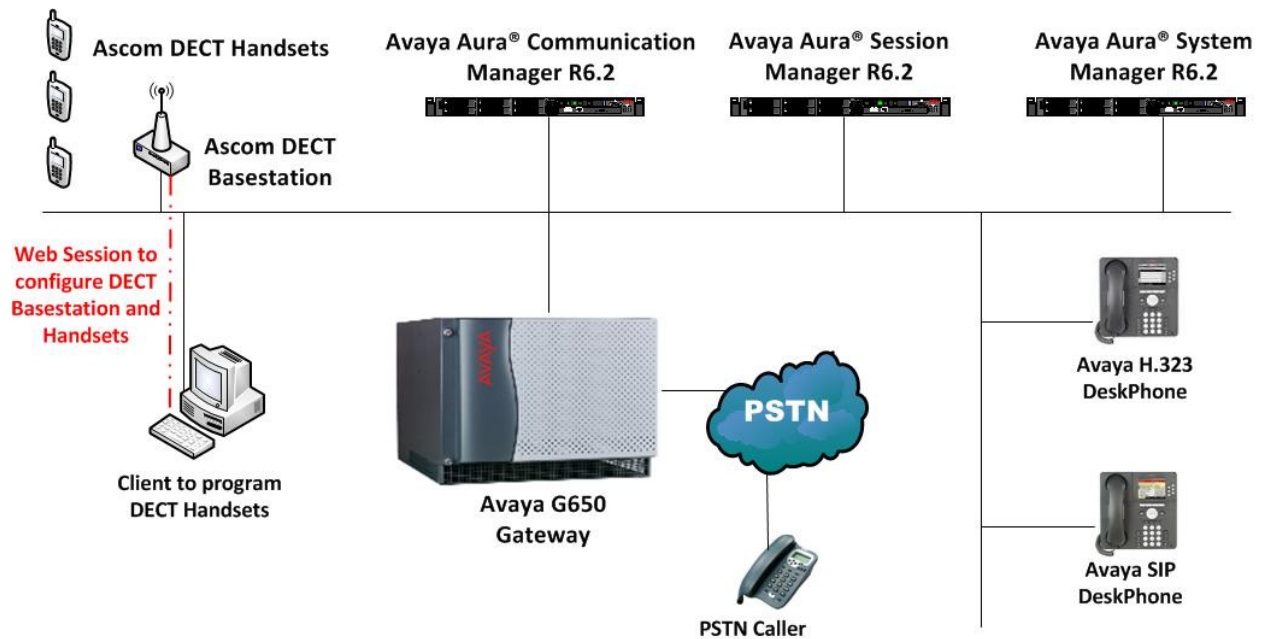 Ascom DECT Handsets
Avaya Aura® Communication
Manager R6.2
Avaya Aura® Session
Manager R6.2
Avaya Aura® System
Manager R6.2
Ascom DECT
Basestation
Web Session to
configure DECT
Basestation and
Handsets
Client to program
DECT Handsets
AVAYA
Avaya G650
Gateway
PSTN
PSTN Caller
Avaya H.323
DeskPhone
Avaya SIP
DeskPhone